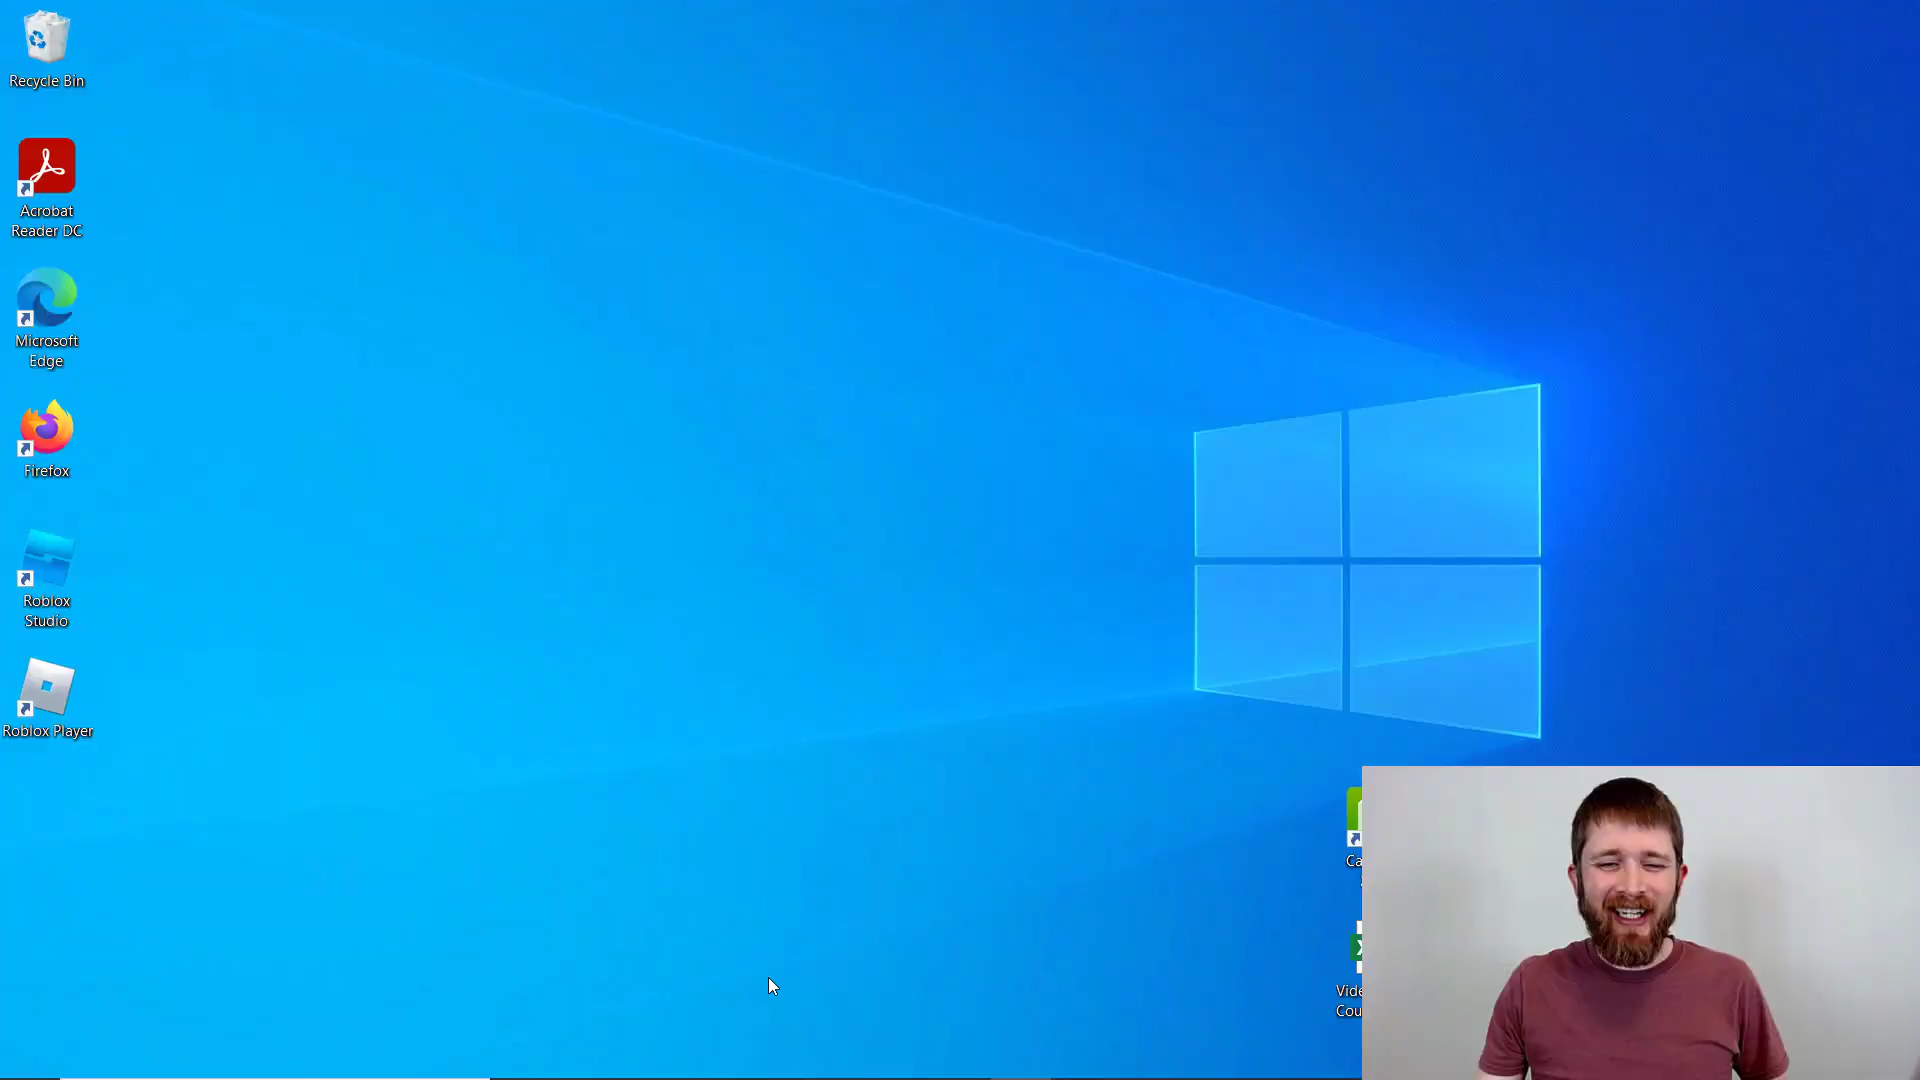 Recycle Bin
Acrobat
Reader DC
Microsoft
Edge
Firefox
Roblox
Studio
Roblox Player